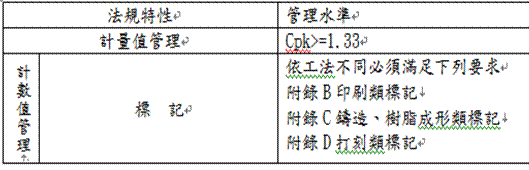 法規特性 管理水準
計量值管理 Cpk>=1.33
計數值管理 標 記 依工法不同必須滿足下列要求
附錄B印刷類標記
附錄C鑄造、樹脂成形類標記
附錄D打刻類標記